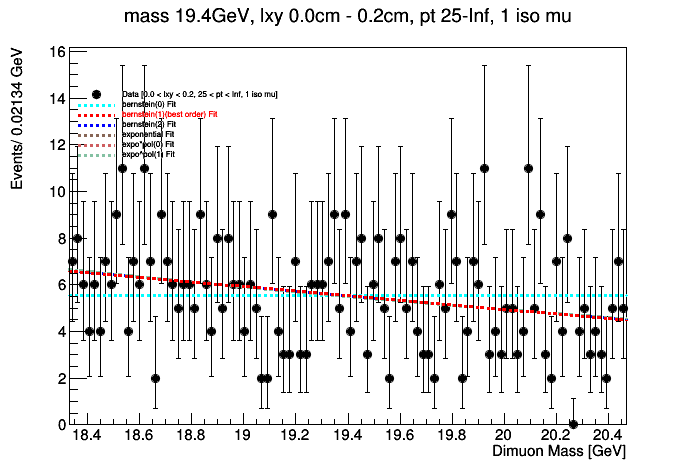 mass 19.4GeV, lxy 0.0cm - 0.2cm, pt 25-Inf, 1 iso mu
Events/ 0.02134 GeV
16
14
12
10
8
6
4
2
0
Data [0.0 < lxy < 0.2, 25 < pt < Inf, 1 iso mu]
bernstein(0) Fit
bernstein(1)(best order) Fit
bernstein(2) Fit
exponential Fit
expo*pol(0) Fit
expo*pol(1) Fit
18.4 18.6 18.8 19 19.2 19.4 19.6 19.8 20 20.2 20.4
Dimuon Mass [GeV]